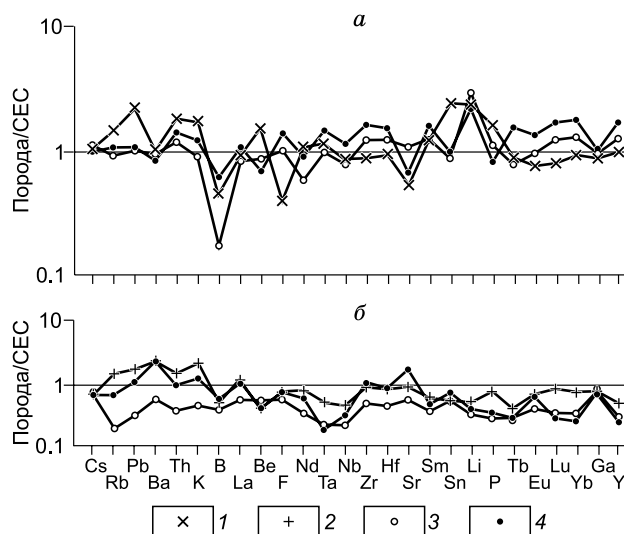 а
10
1
0.1
Порода/СЕС
б
10
1
0.1
Порода/СЕС
Cs Pb Th B Be Nd Nb Hf Sm Li Tb Lu Ga
Rb Ba K La F Ta Zr Sr Sn P Eu Yb Y
1 2 3 4